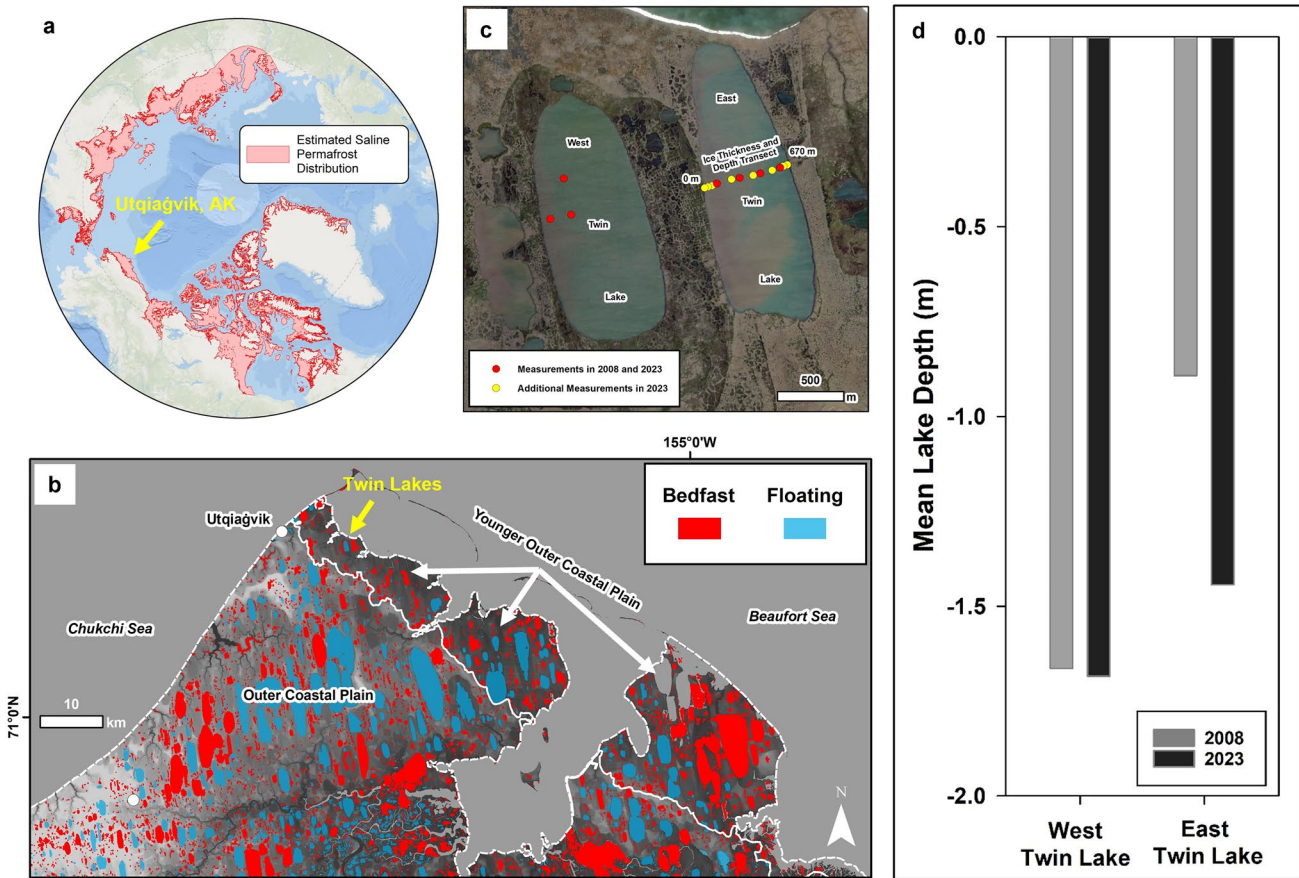 a
Estimated Saline
Permafrost
Distribution
Utqiaġvik, AK
c
East
West
Ice Thickness and
Depth Transect
0 m
670 m
Twin
Twin
Lake
Lake
Measurements in 2008 and 2023
Additional Measurements in 2023
500
m
b
155°0'W
Twin Lakes
Bedfast
Floating
Utqiaġvik
Younger Outer Coastal Plain
Chukchi Sea
Beaufort Sea
Outer Coastal Plain
10
km
71°0'N
N
d
Mean Lake Depth (m)
0.0
-0.5
-1.0
-1.5
-2.0
2008
2023
West
Twin Lake
East
Twin Lake